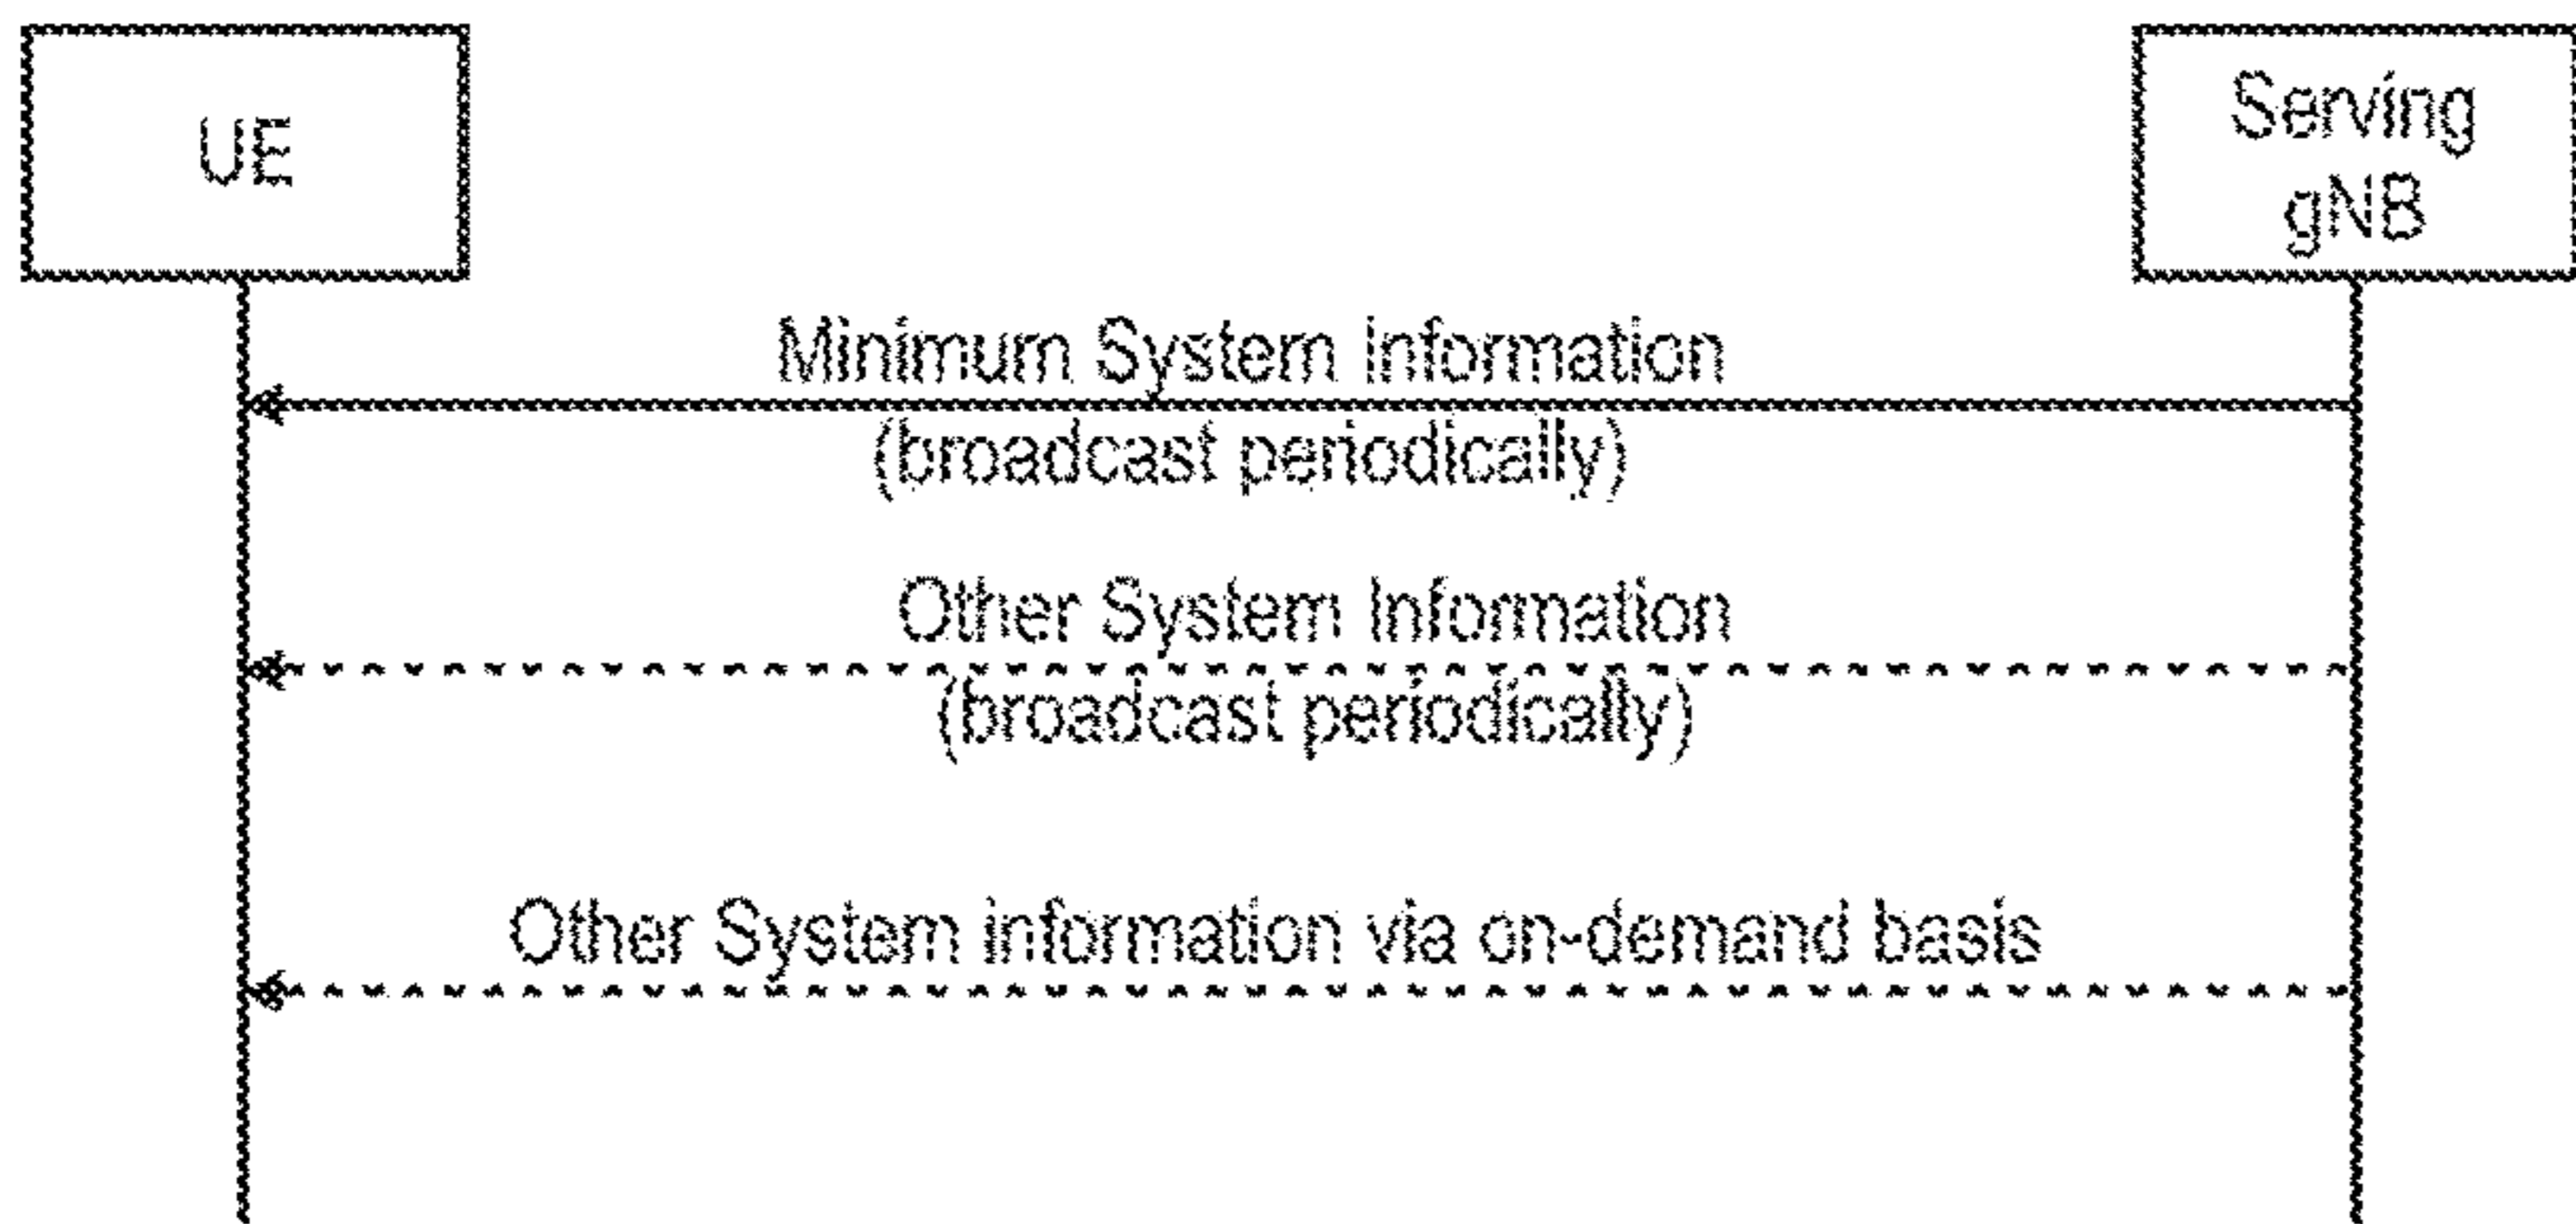 UE
Serving
gNB
Minimum System Information
(broadcast periodically)
Other System Information
(broadcast periodically)
Other System information via on-demand basis